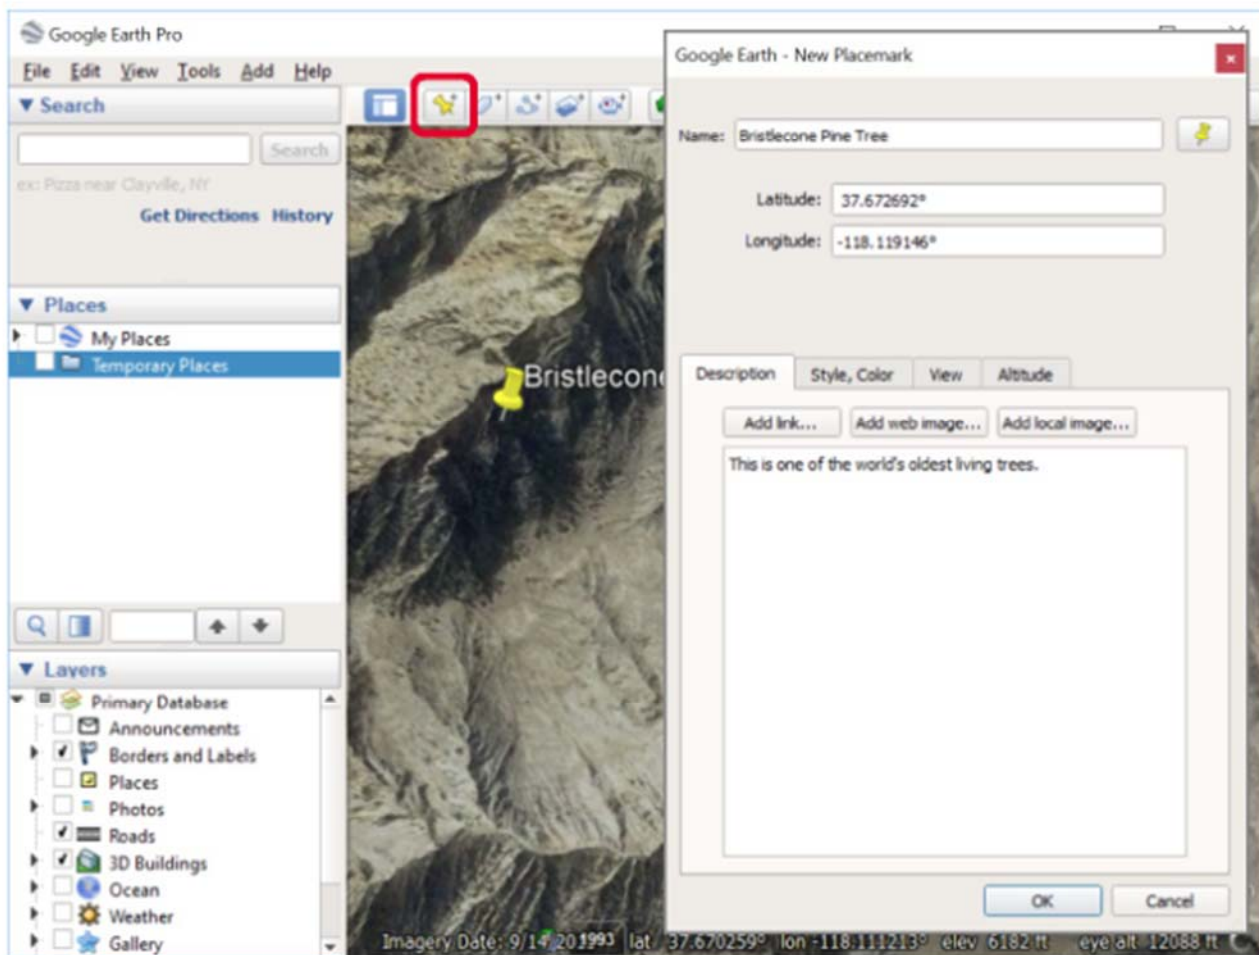 Google Earth Pro
File Edit View Tools Add Help
Search
Search
ex: Pizza near Clayville, NY
Get Directions History
Places
My Places
Temporary Places
Layers
Primary Database
Announcements
Borders and Labels
Places
Photos
Roads
3D Buildings
Ocean
Weather
Gallery
Bristlecone
Imagery Date: 9/14/ 1993 lat 37.670259° lon -118.111213° elev 6182 ft eye alt 12088 ft
Google Earth - New Placemark
Name: Bristlecone Pine Tree
Latitude: 37.672692°
Longitude: -118.119146°
Description Style, Color View Altitude
Add link... Add web image... Add local image...
This is one of the world's oldest living trees.
OK Cancel